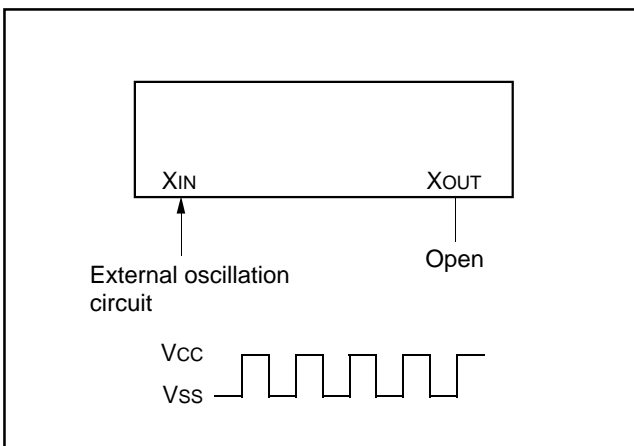 XIN XOUT
External oscillation
circuit
Open
VCC
VSS